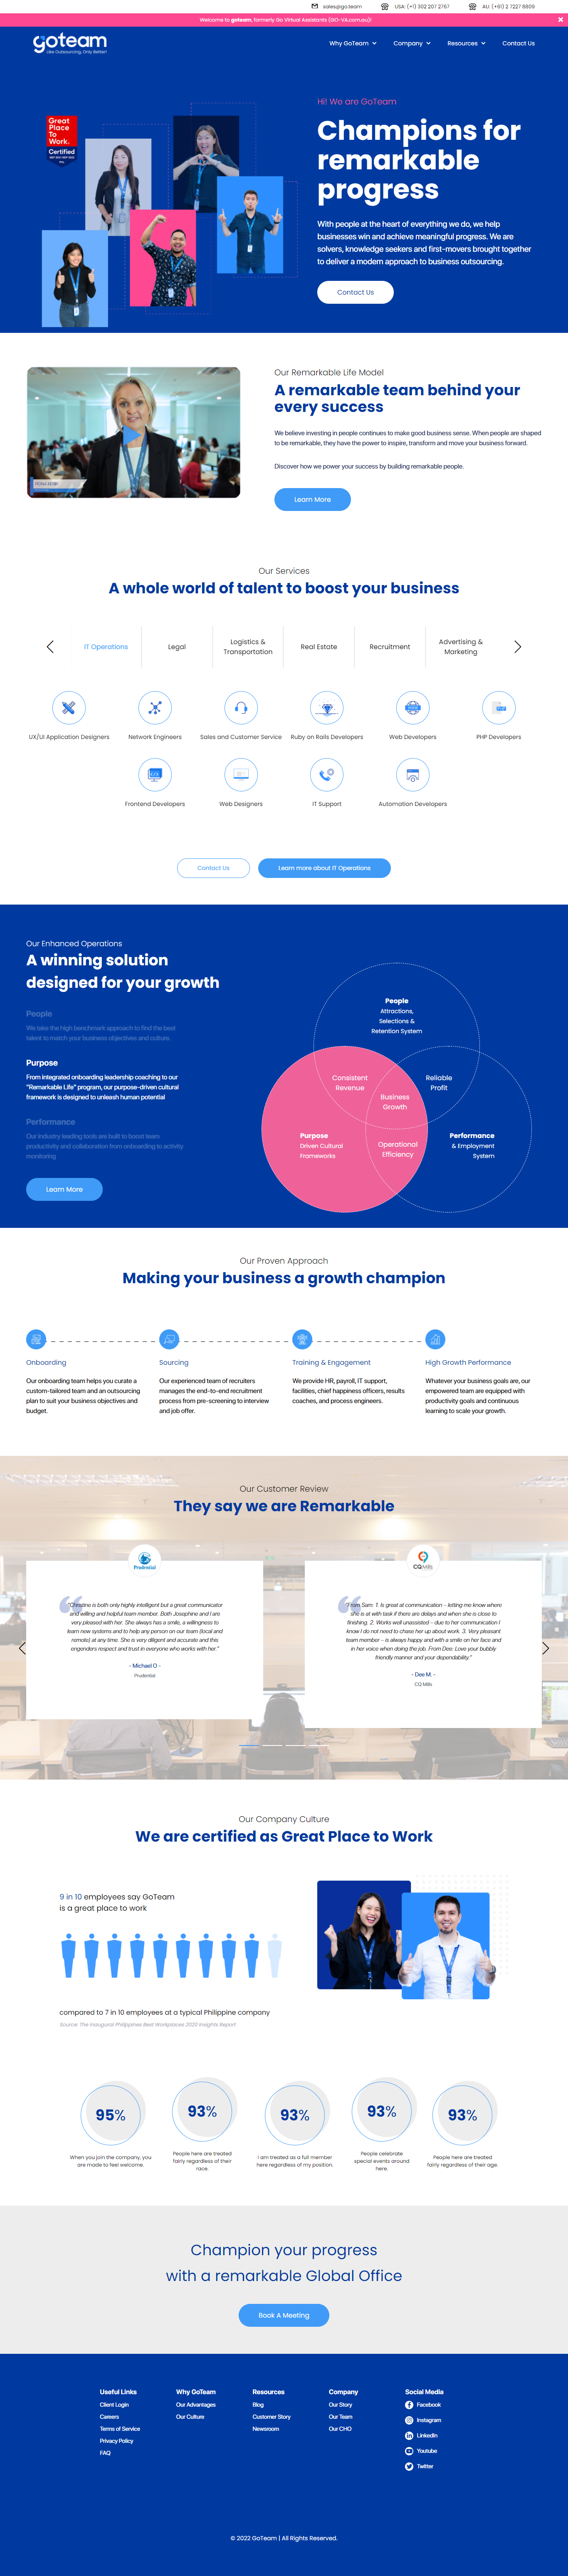 sales@go.team
USA: (+1) 302 207 2767
AU: (+61) 2 7227 8809
Welcome to goteam, formerly Go Virtual Assistants (GO-VA.com.au)!
goteam
Like Outsourcing, Only Better!
Why GoTeam
Company
Resources
Contact Us
Great
Place
To
Work.
Certified
Hi! We are GoTeam
Champions for
remarkable
progress
With people at the heart of everything we do, we help
businesses win and achieve meaningful progress. We are
solvers, knowledge seekers and first-movers brought together
to deliver a modern approach to business outsourcing.
Contact Us
Our Remarkable Life Model
A remarkable team behind your
every success
We believe investing in people continues to make good business sense. When people are shaped
to be remarkable, they have the power to inspire, transform and move your business forward.
Discover how we power your success by building remarkable people.
Learn More
Our Services
A whole world of talent to boost your business
IT Operations
Legal
Logistics &
Transportation
Real Estate
Recruitment
Advertising &
Marketing
UX/UI Application Designers
Network Engineers
Sales and Customer Service
Ruby on Rails Developers
Web Developers
PHP Developers
Frontend Developers
Web Designers
IT Support
Automation Developers
Contact Us
Learn more about IT Operations
Our Enhanced Operations
A winning solution
designed for your growth
People
We take the high benchmark approach to find the best
talent to match your business objectives and culture.
Purpose
From integrated onboarding leadership coaching to our
"Remarkable Life" program, our purpose-driven cultural
framework is designed to unleash human potential
Performance
Our industry leading tools are built to boost team
productivity and collaboration from onboarding to activity
monitoring
Learn More
People
Attractions,
Selections &
Retention System
Consistent
Revenue
Reliable
Profit
Business
Growth
Purpose
Driven Cultural
Frameworks
Operational
Efficiency
Performance
& Employment
System
Our Proven Approach
Making your business a growth champion
Onboarding
Our onboarding team helps you curate a
custom-tailored team and an outsourcing
plan to suit your business objectives and
budget.
Sourcing
Our experienced team of recruiters
manages the end-to-end recruitment
process from pre-screening to interview
and job offer.
Training & Engagement
We provide HR, payroll, IT support,
facilities, chief happiness officers, results
coaches, and process engineers.
High Growth Performance
Whatever your business goals are, our
empowered team are equipped with
productivity goals and continuous
learning to scale your growth.
Our Customer Review
They say we are Remarkable
Prudential
"Christine is both only highly intelligent but a great communicator
and willing and helpful team member. Both Josephine and I are
very pleased with her. She always has a smile, a willingness to
learn new systems and to help any person on our team (local and
remote) at any time. She is very diligent and accurate and this
engenders respect and trust in everyone who works with her."
- Michael O -
Prudential
CQMills
"From Sam: 1. Is great at communication – letting me know where
she is at with task if there are delays and when she is close to
finishing. 2. Works well unassisted – due to her communication I
know I do not need to chase her up about work. 3. Very pleasant
team member – is always happy and with a smile on her face and
in her voice when doing the job. From Dee: Love your bubbly
friendly manner and your dependability."
- Dee M. -
CQ Mills
Our Company Culture
We are certified as Great Place to Work
9 in 10 employees say GoTeam
is a great place to work
compared to 7 in 10 employees at a typical Philippine company
Source: The Inaugural Philippines Best Workplaces 2020 Insights Report
95%
When you join the company, you
are made to feel welcome.
93%
People here are treated
fairly regardless of their
race.
93%
I am treated as a full member
here regardless of my position.
93%
People celebrate
special events around
here.
93%
People here are treated
fairly regardless of their age.
Champion your progress
with a remarkable Global Office
Book A Meeting
Useful Links
Client Login
Careers
Terms of Service
Privacy Policy
FAQ
Why GoTeam
Our Advantages
Our Culture
Resources
Blog
Customer Story
Newsroom
Company
Our Story
Our Team
Our CHO
Social Media
Facebook
Instagram
LinkedIn
Youtube
Twitter
© 2022 GoTeam | All Rights Reserved.